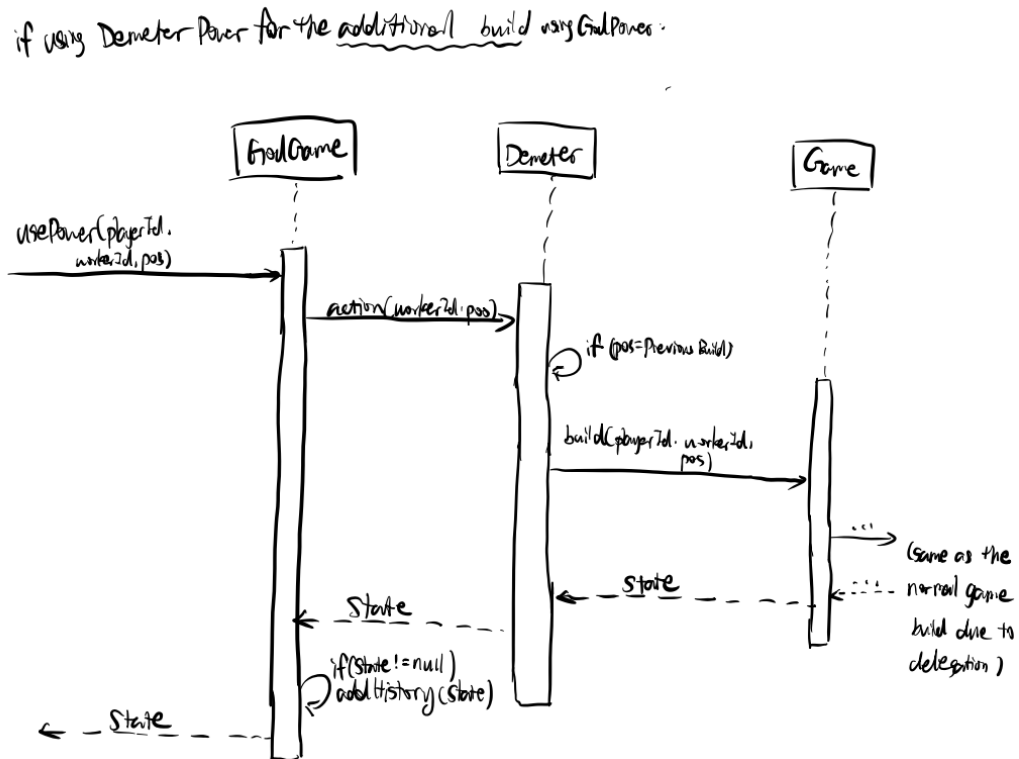 if using Demeter Power for the additional build using GodPower.
GodGame
Demeter
Game
usePower(playerId,
workerId, pos)
action(workerId, pos)
if (pos=Previous Build)
build(playerId, workerId,
pos)
...
(same as the
...
normal game
build due to
delegation)
State
State
if(state!=null)
addHistory(state)
State